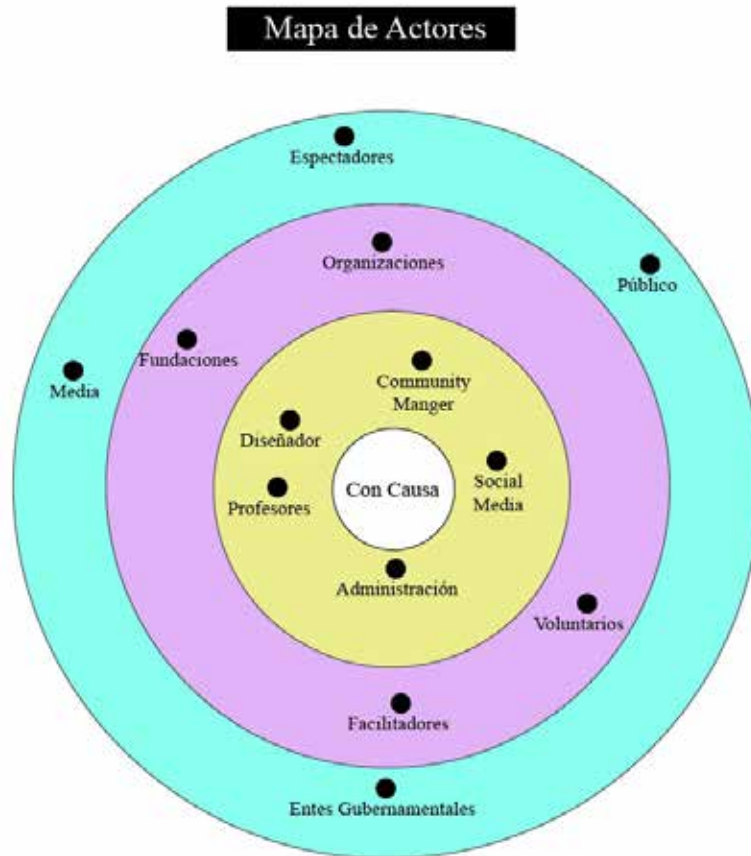 Mapa de Actores
Espectadores
Organizaciones
Público
Fundaciones
Media
Community
Manger
Diseñador
Social
Media
Profesores
Con Causa
Administración
Voluntarios
Facilitadores
Entes Gubernamentales